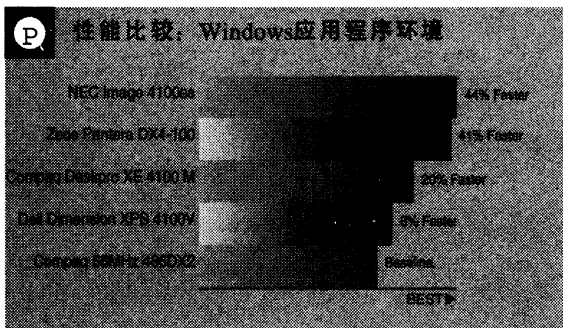 P
性能比较：Windows应用程序环境
NEC Image 4100es 44% Faster
Zeos Pantera DX4-100 41% Faster
Compaq Deskpro XE 4100 M 20% Faster
Dell Dimension XPS 4100V 8% Faster
Compaq 66MHz 486DX2 Baseline
BEST